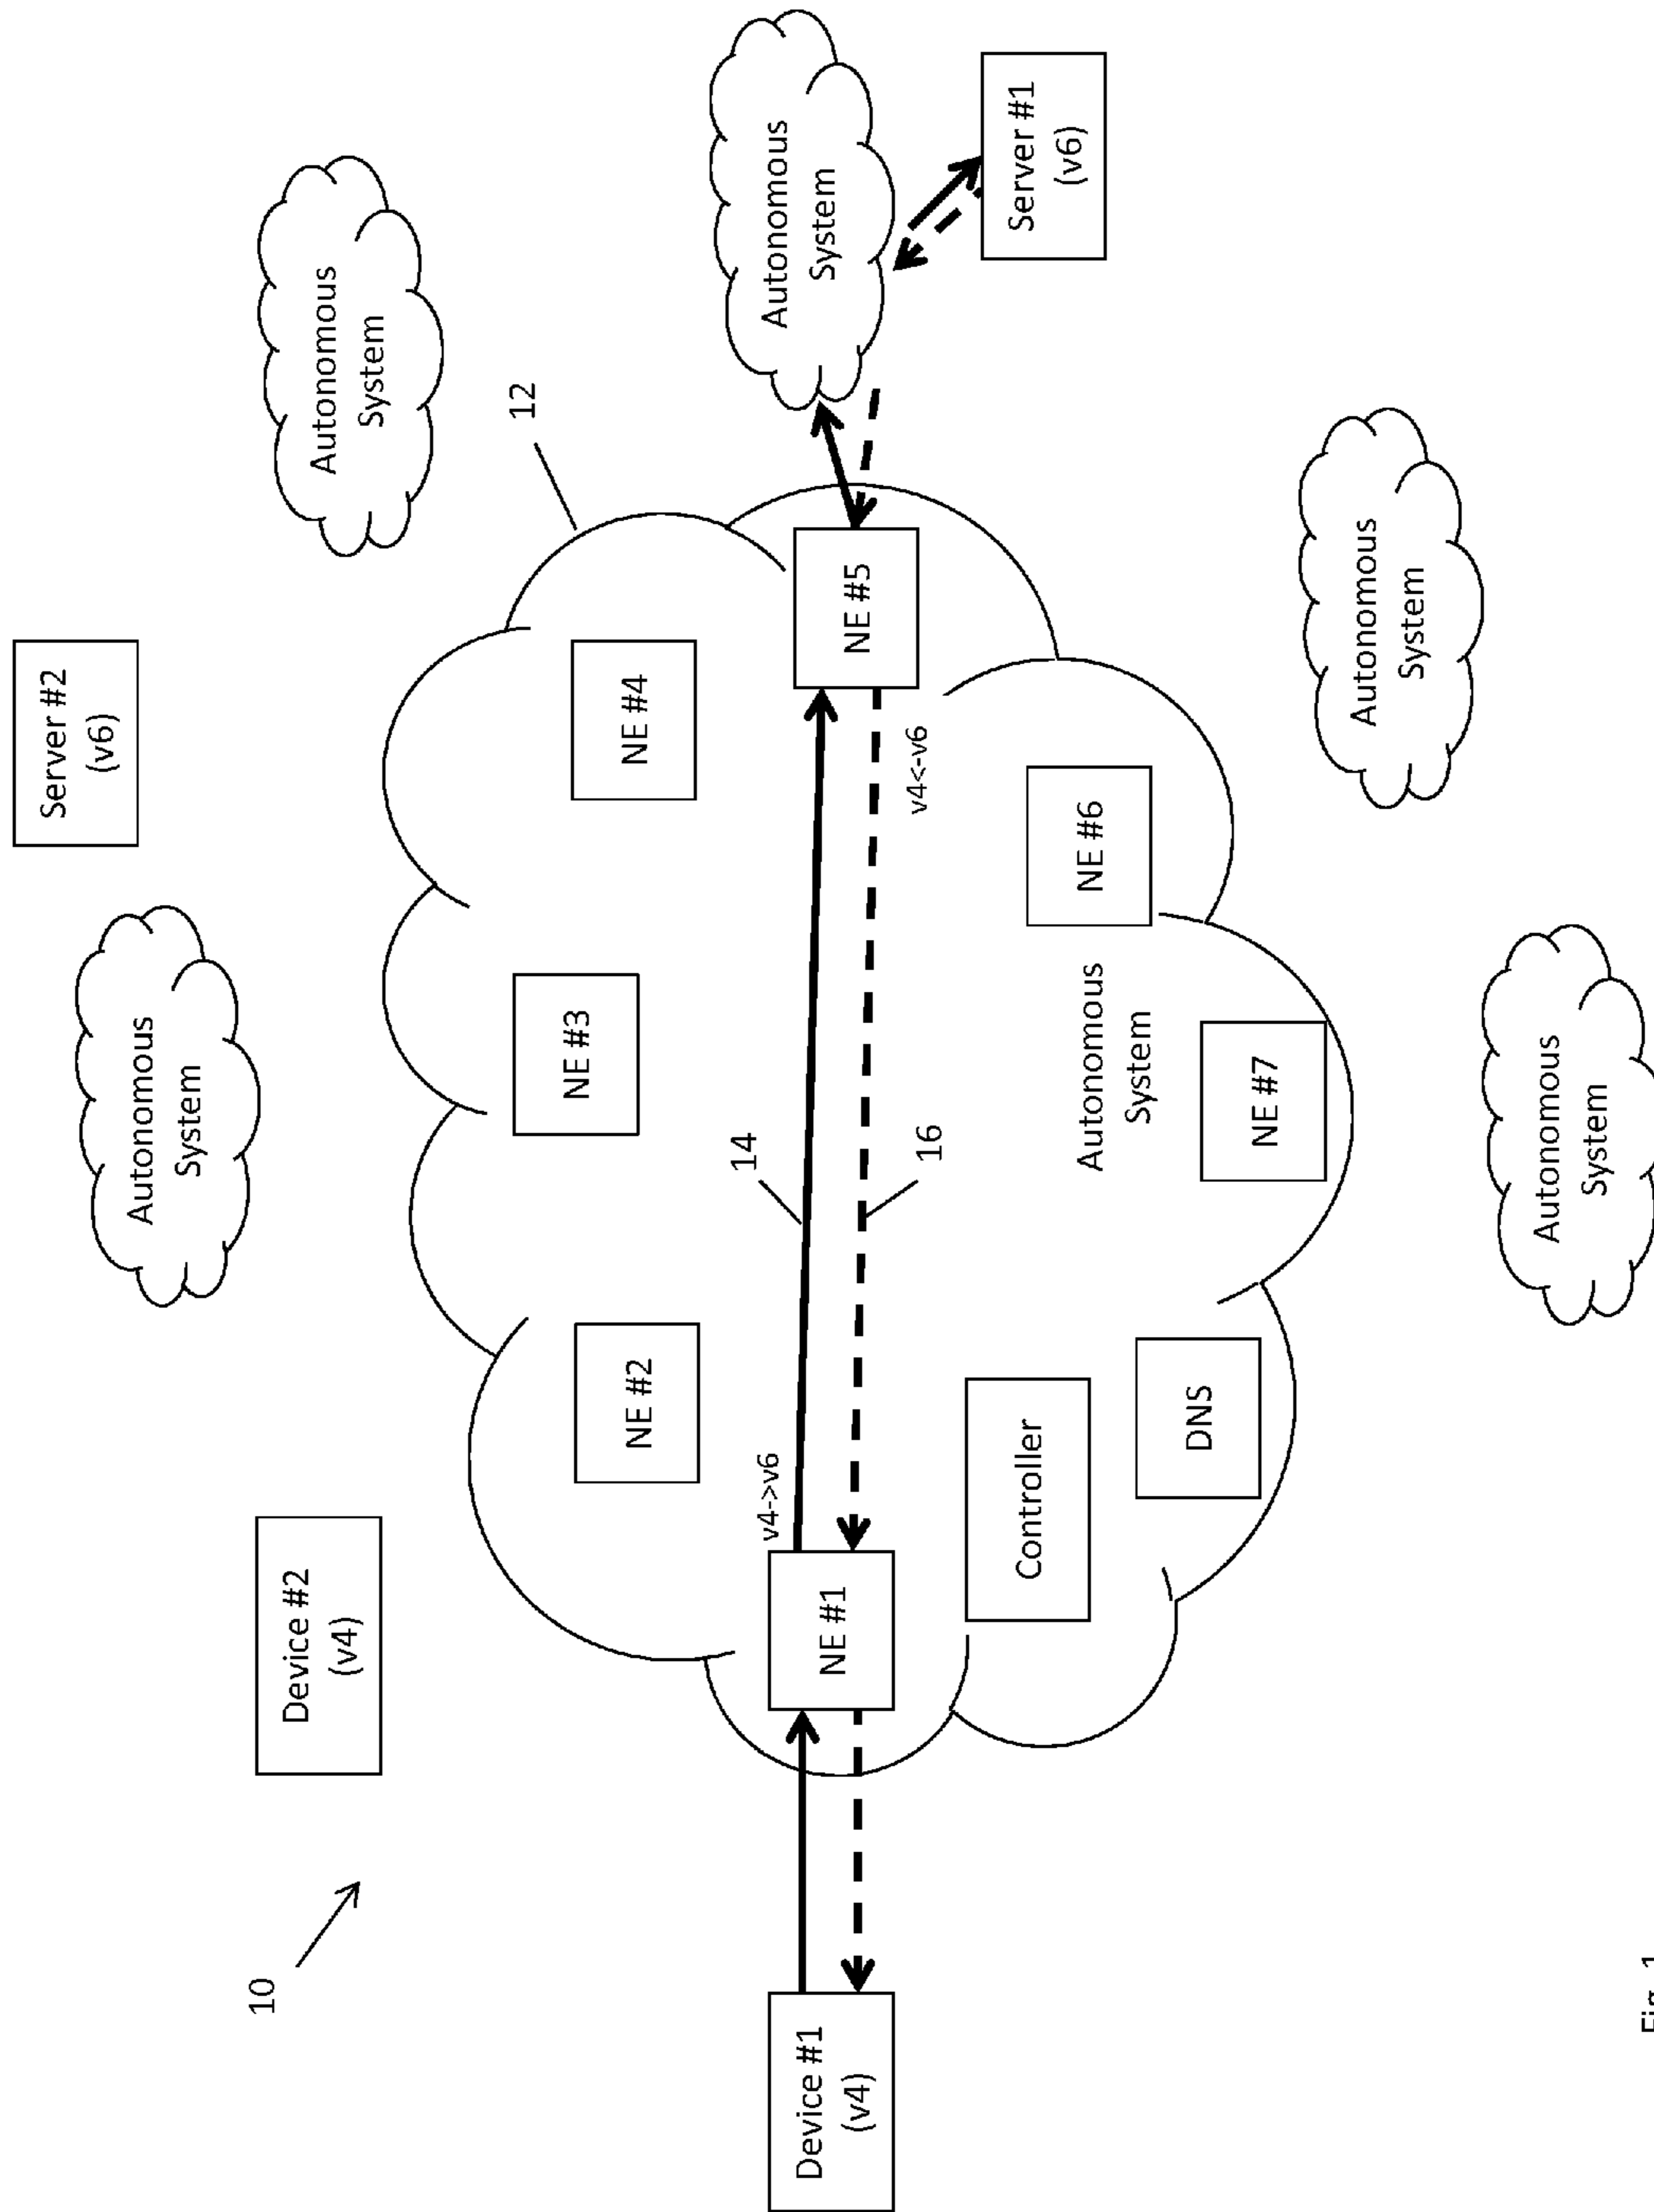 10
Device #2
(v4)
Autonomous
System
Server #2
(v6)
Autonomous
System
12
Autonomous
System
Server #1
(v6)
Device #1
(v4)
NE #1
v4->v6
NE #2
NE #3
NE #4
NE #5
v4<-v6
14
16
Controller
DNS
Autonomous
System
NE #7
NE #6
Autonomous
System
Autonomous
System
Fig. 1